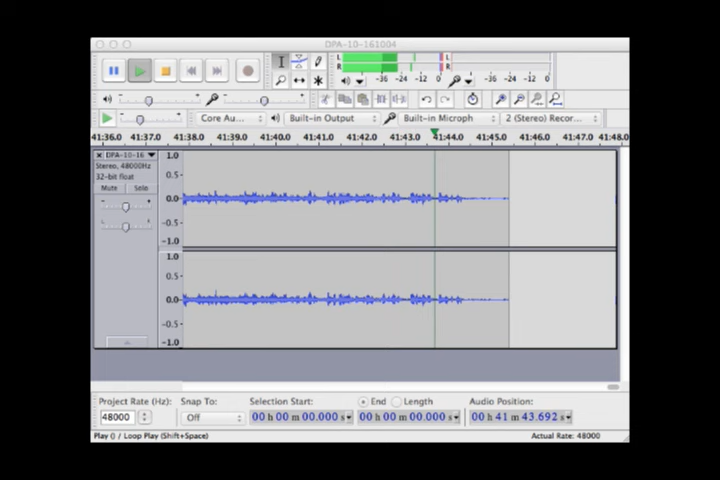 DPA-10-161004
L
R
-36 -24 -12 0
L
R
-36 -24 -12 0
Core Au... Built-in Output Built-in Microph 2 (Stereo) Recor...
41:36.0 41:37.0 41:38.0 41:39.0 41:40.0 41:41.0 41:42.0 41:43.0 41:44.0 41:45.0 41:46.0 41:47.0 41:48.0
DPA-10-16
Stereo, 48000Hz
32-bit float
Mute Solo
- +
L R
1.0
0.5
0.0
-0.5
-1.0
1.0
0.5
0.0
-0.5
-1.0
Project Rate (Hz): Snap To: Selection Start: End Length Audio Position:
48000 Off 00 h 00 m 00.000 s 00 h 00 m 00.000 s 00 h 41 m 43.692 s
Play () / Loop Play (Shift+Space) Actual Rate: 48000